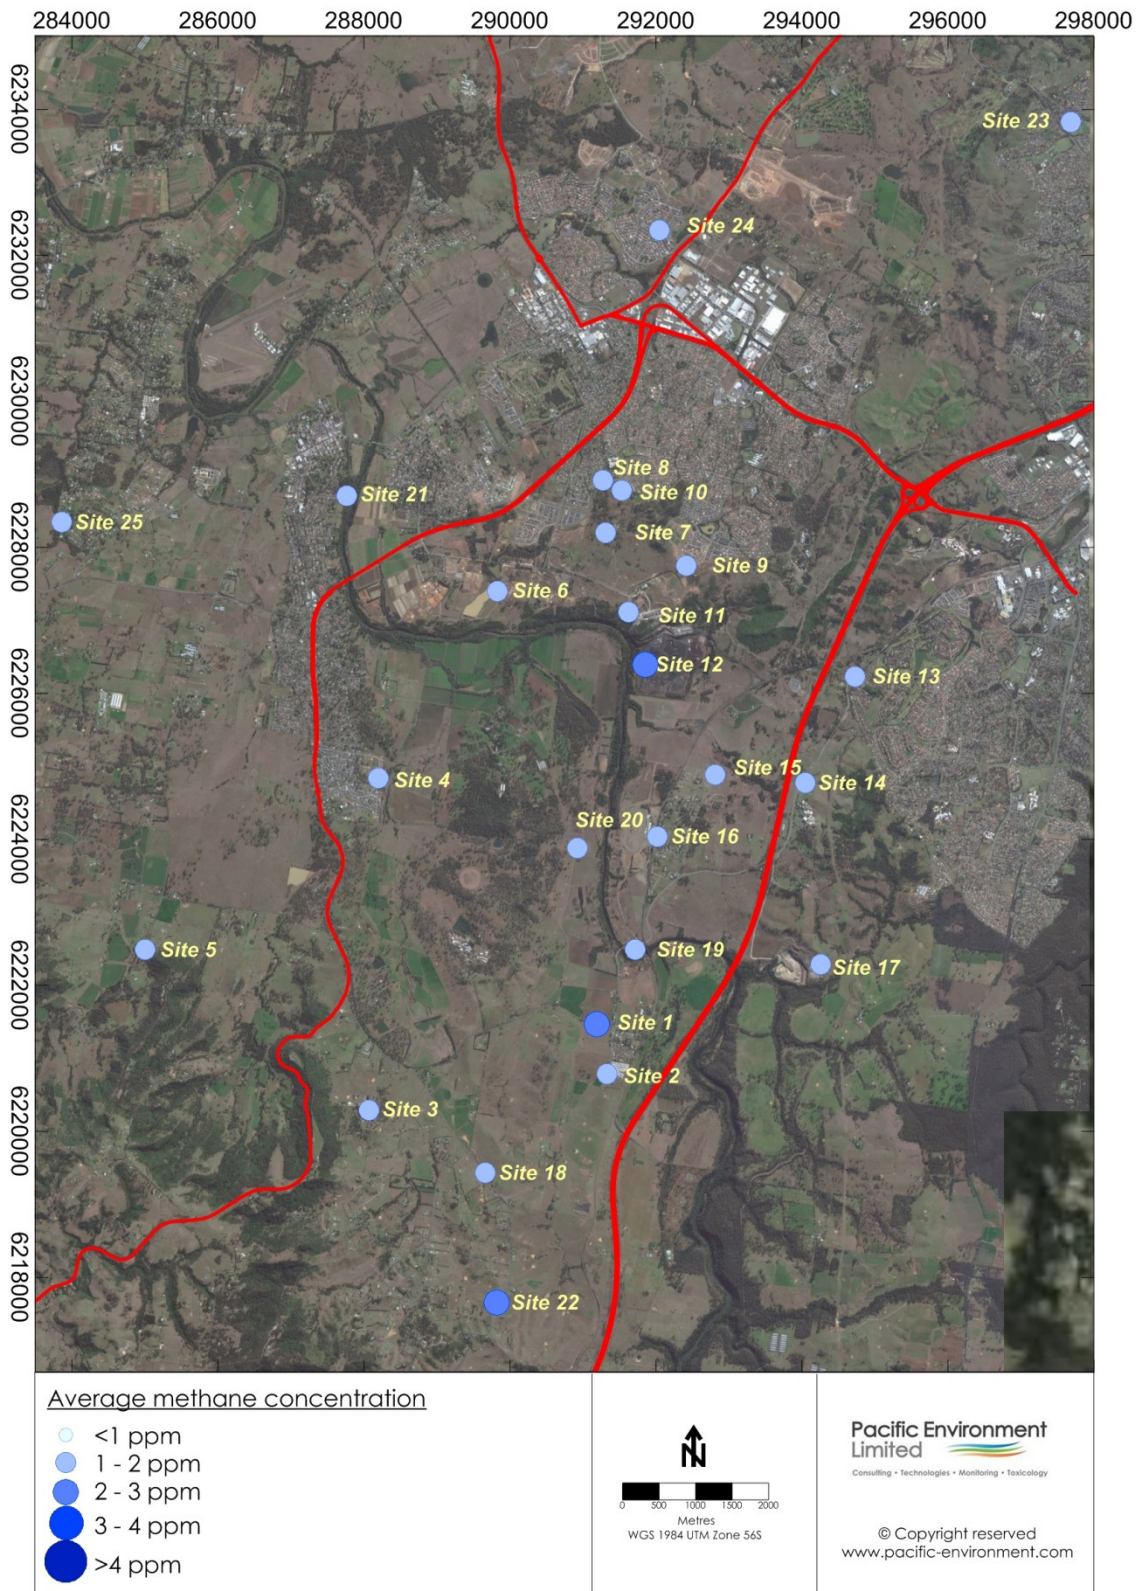 284000 286000 288000 290000 292000 294000 296000 298000
6234000
6232000
6230000
6228000
6226000
6224000
6222000
6220000
6218000
Site 23
Site 24
Site 8
Site 21
Site 10
Site 25
Site 7
Site 9
Site 6
Site 11
Site 12
Site 13
Site 15
Site 4
Site 14
Site 20
Site 16
Site 5
Site 19
Site 17
Site 1
Site 2
Site 3
Site 18
Site 22
Average methane concentration
<1 ppm
1 - 2 ppm
2 - 3 ppm
3 - 4 ppm
>4 ppm
N
0 500 1000 1500 2000
Metres
WGS 1984 UTM Zone 56S
Pacific Environment
Limited
Consulting • Technologies • Monitoring • Toxicology
© Copyright reserved
www.pacific-environment.com